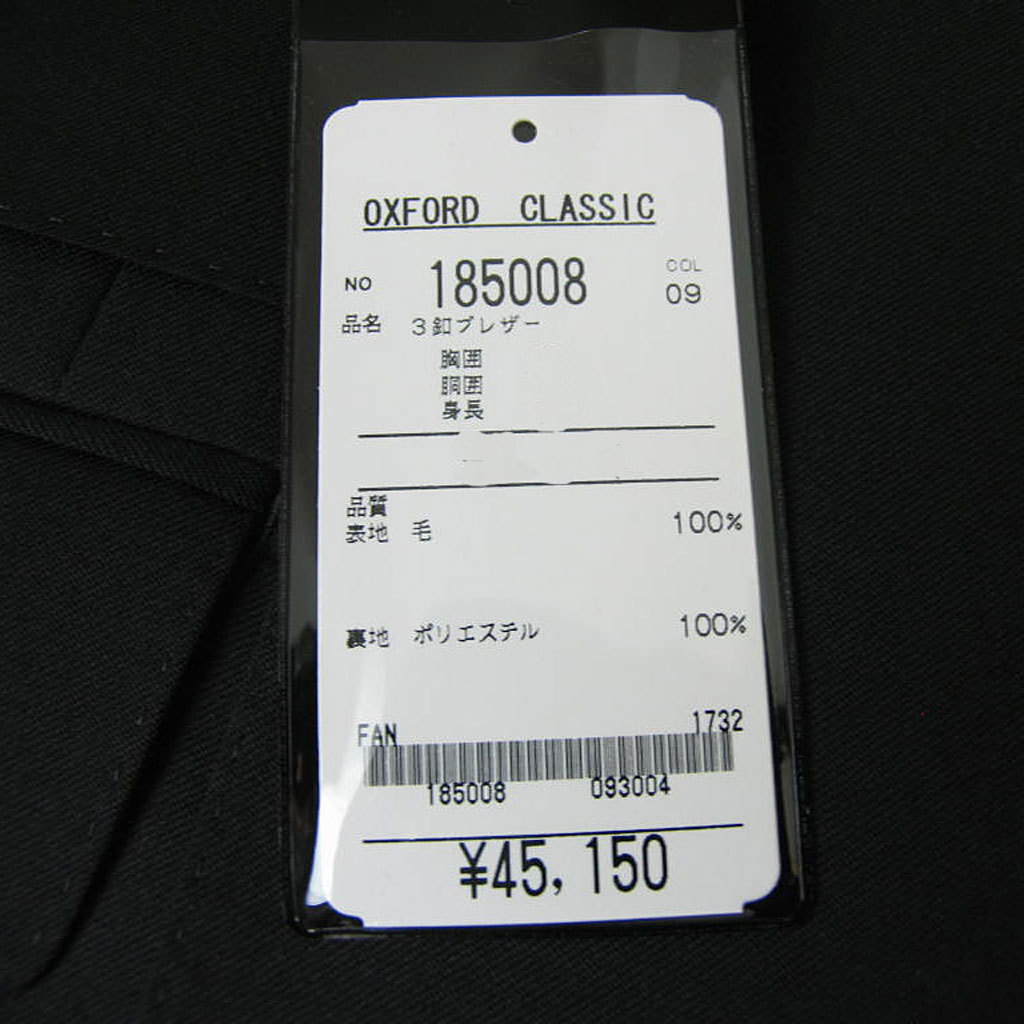 OXFORD CLASSIC
NO 185008 COL 09
品名 3釦ブレザー
胸囲
胴囲
身長
品質
表地 毛 100%
裏地 ポリエステル 100%
FAN 1732
185008 093004
¥45,150